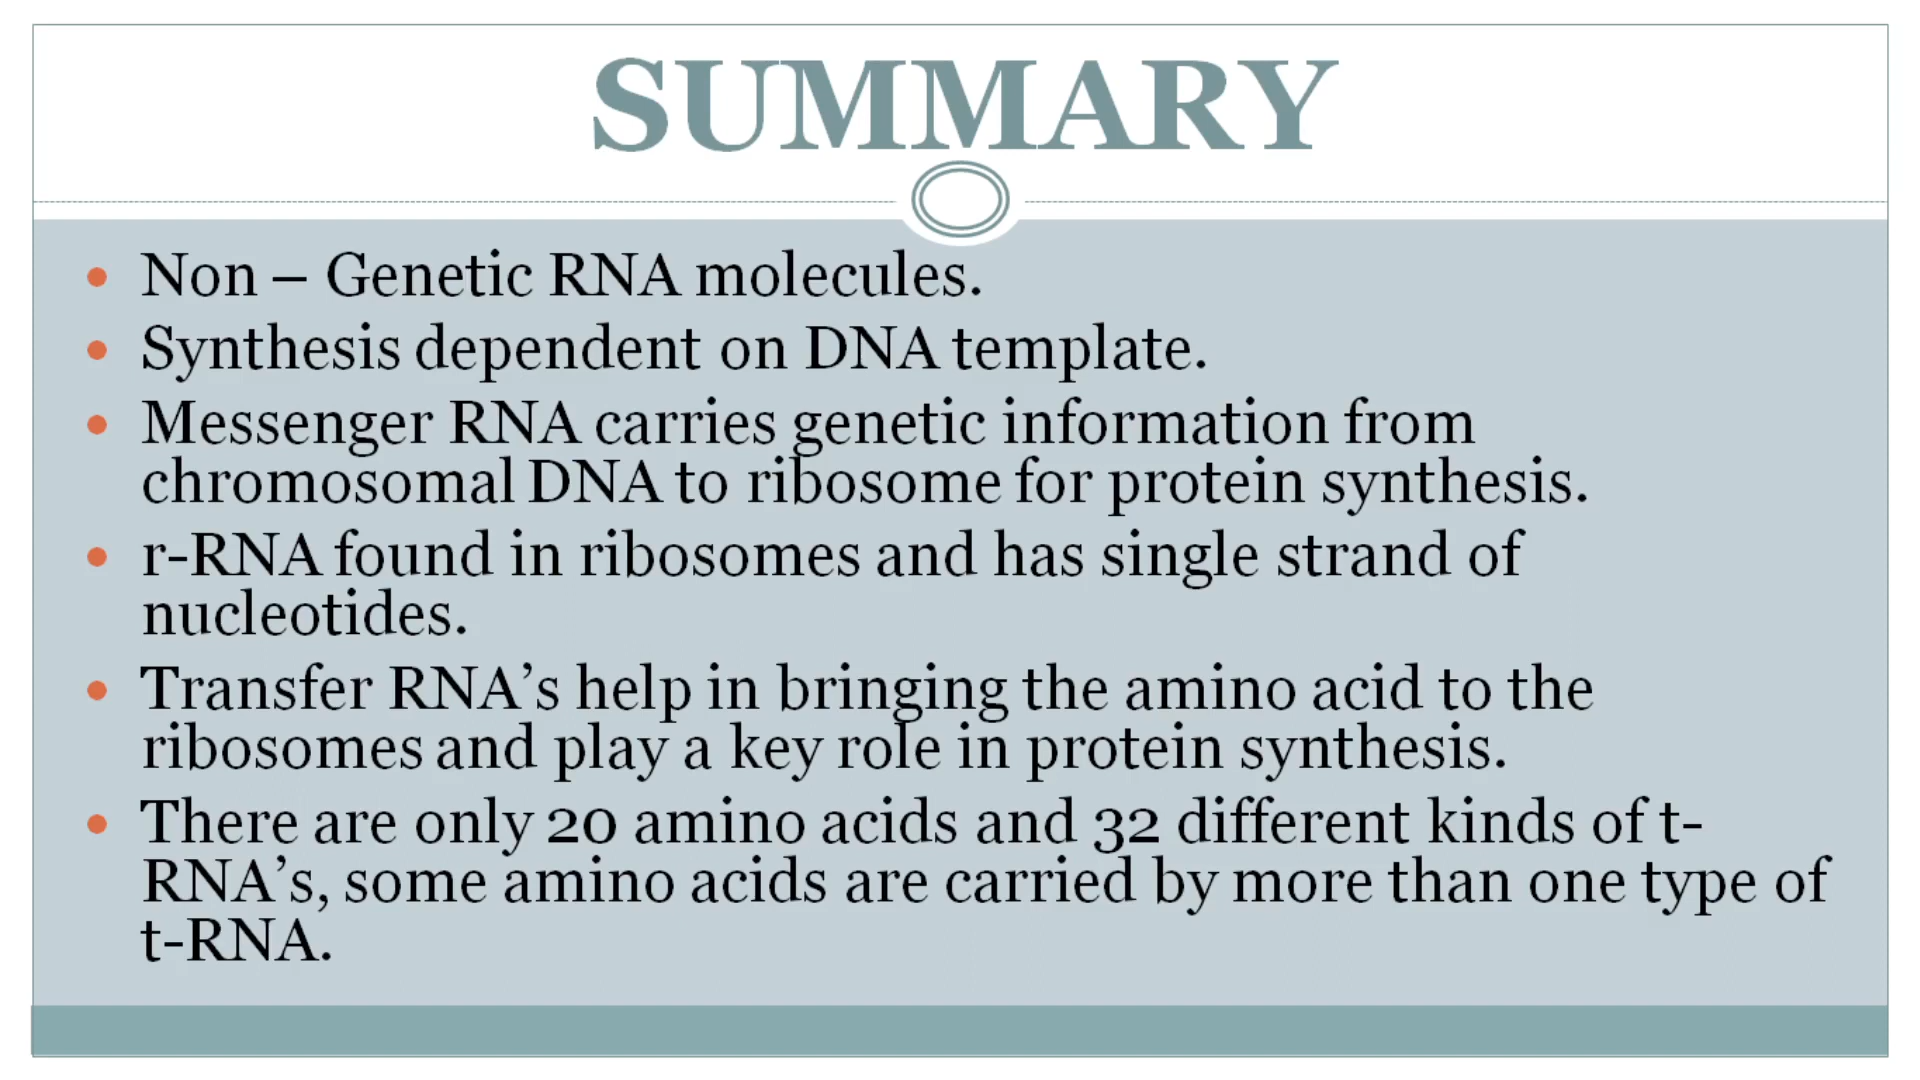 SUMMARY
• Non – Genetic RNA molecules.
• Synthesis dependent on DNA template.
• Messenger RNA carries genetic information from
chromosomal DNA to ribosome for protein synthesis.
• r-RNA found in ribosomes and has single strand of
nucleotides.
• Transfer RNA’s help in bringing the amino acid to the
ribosomes and play a key role in protein synthesis.
• There are only 20 amino acids and 32 different kinds of t-
RNA’s, some amino acids are carried by more than one type of
t-RNA.